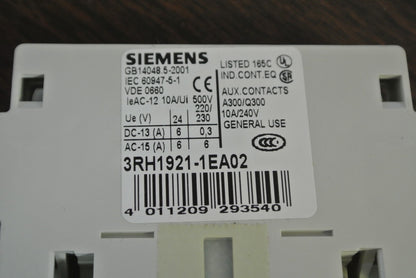 SIEMENS
GB14048.5-2001
IEC 60947-5-1
VDE 0660
IeAC-12 10A/Ui 500V
Ue (V) 24 220/
230
DC-13 (A) 6 0,3
AC-15 (A) 6 6
LISTED 165C
IND.CONT.EQ
AUX.CONTACTS
A300/Q300
10A/240V
GENERAL USE
3RH1921-1EA02
4 011209 293540